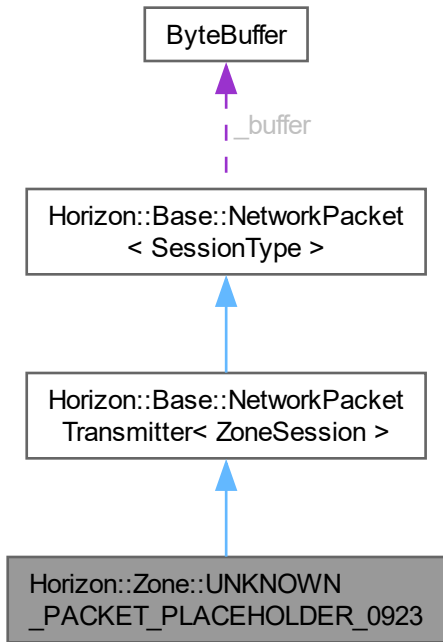 ByteBuffer
_buffer
Horizon::Base::NetworkPacket
< SessionType >
Horizon::Base::NetworkPacket
Transmitter< ZoneSession >
Horizon::Zone::UNKNOWN
_PACKET_PLACEHOLDER_0923